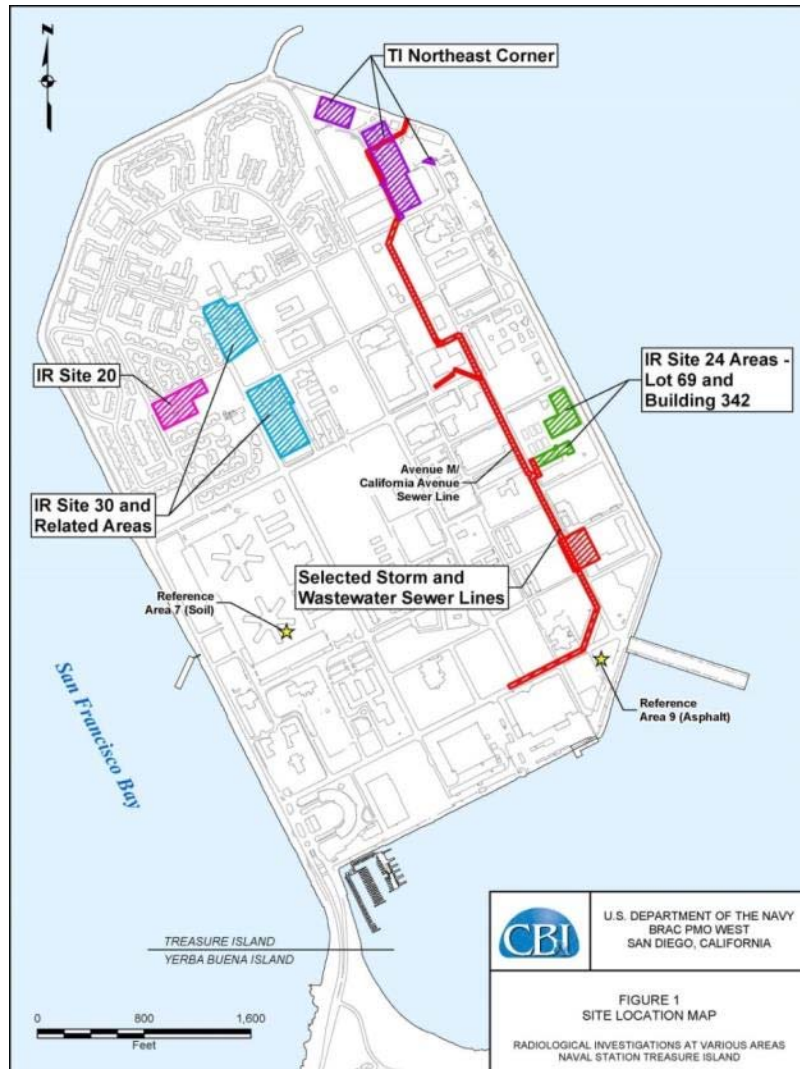 N
TI Northeast Corner
IR Site 20
IR Site 24 Areas -
Lot 69 and
Building 342
Avenue M/
California Avenue
Sewer Line
IR Site 30 and
Related Areas
Selected Storm and
Wastewater Sewer Lines
Reference
Area 7 (Soil)
Reference
Area 9 (Asphalt)
San Francisco Bay
TREASURE ISLAND
YERBA BUENA ISLAND
0 800 1,600
Feet
CBI
U.S. DEPARTMENT OF THE NAVY
BRAC PMO WEST
SAN DIEGO, CALIFORNIA
FIGURE 1
SITE LOCATION MAP
RADIOLOGICAL INVESTIGATIONS AT VARIOUS AREAS
NAVAL STATION TREASURE ISLAND